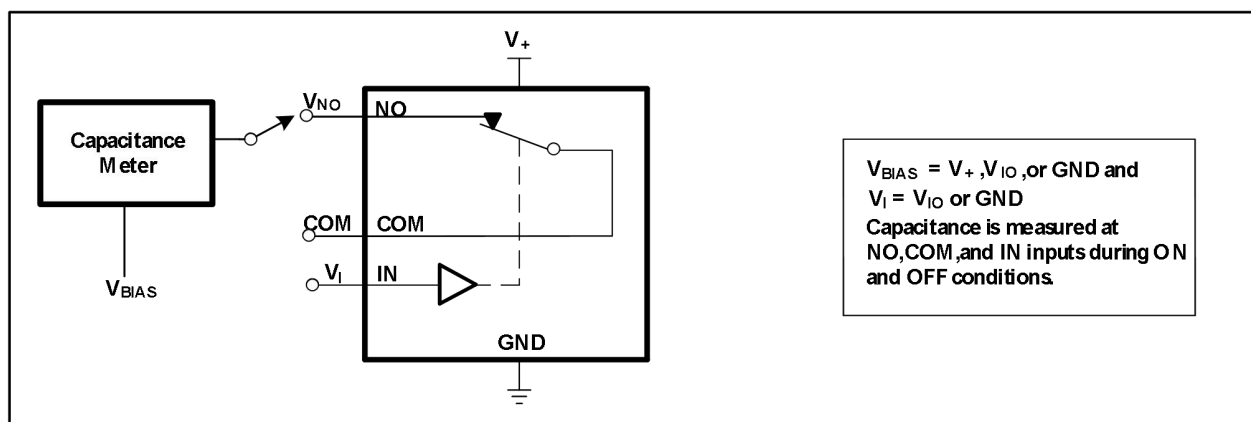 V+
VNO
NO
Capacitance
Meter
COM
COM
VI
IN
VBIAS
GND
VBIAS = V+ ,VIO ,or GND and
VI = VIO or GND
Capacitance is measured at
NO,COM,and IN inputs during ON
and OFF conditions.